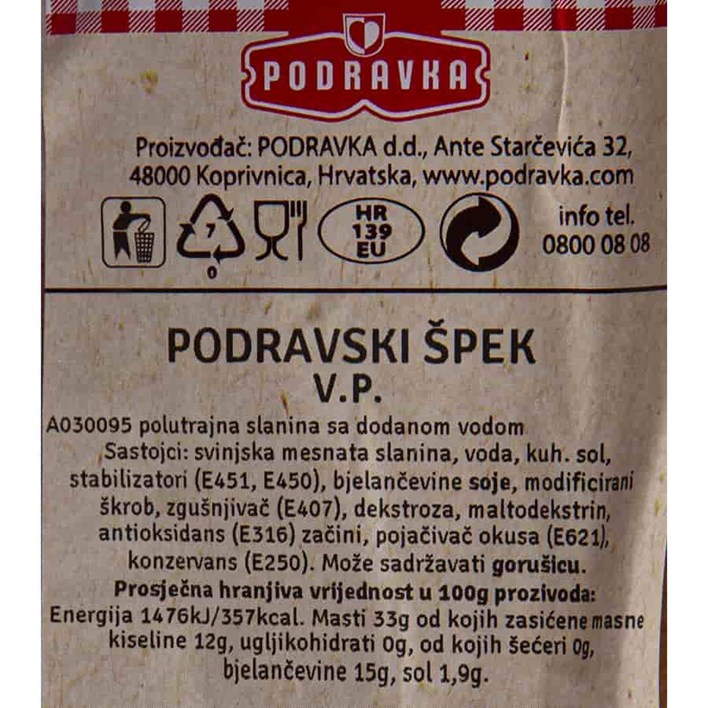 PODRAVKA
Proizvođač: PODRAVKA d.d., Ante Starčevića 32,
48000 Koprivnica, Hrvatska, www.podravka.com
7
0
HR
139
EU
info tel.
0800 08 08
PODRAVSKI ŠPEK
V.P.
A030095 polutrajna slanina sa dodanom vodom
Sastojci: svinjska mesnata slanina, voda, kuh. sol,
stabilizatori (E451, E450), bjelančevine soje, modificirani
škrob, zgušnjivač (E407), dekstroza, maltodekstrin,
antioksidans (E316) začini, pojačivač okusa (E621),
konzervans (E250). Može sadržavati gorušicu.
Prosječna hranjiva vrijednost u 100g prozivoda:
Energija 1476kJ/357kcal. Masti 33g od kojih zasićene masne
kiseline 12g, ugljikohidrati 0g, od kojih šećeri 0g,
bjelančevine 15g, sol 1,9g.